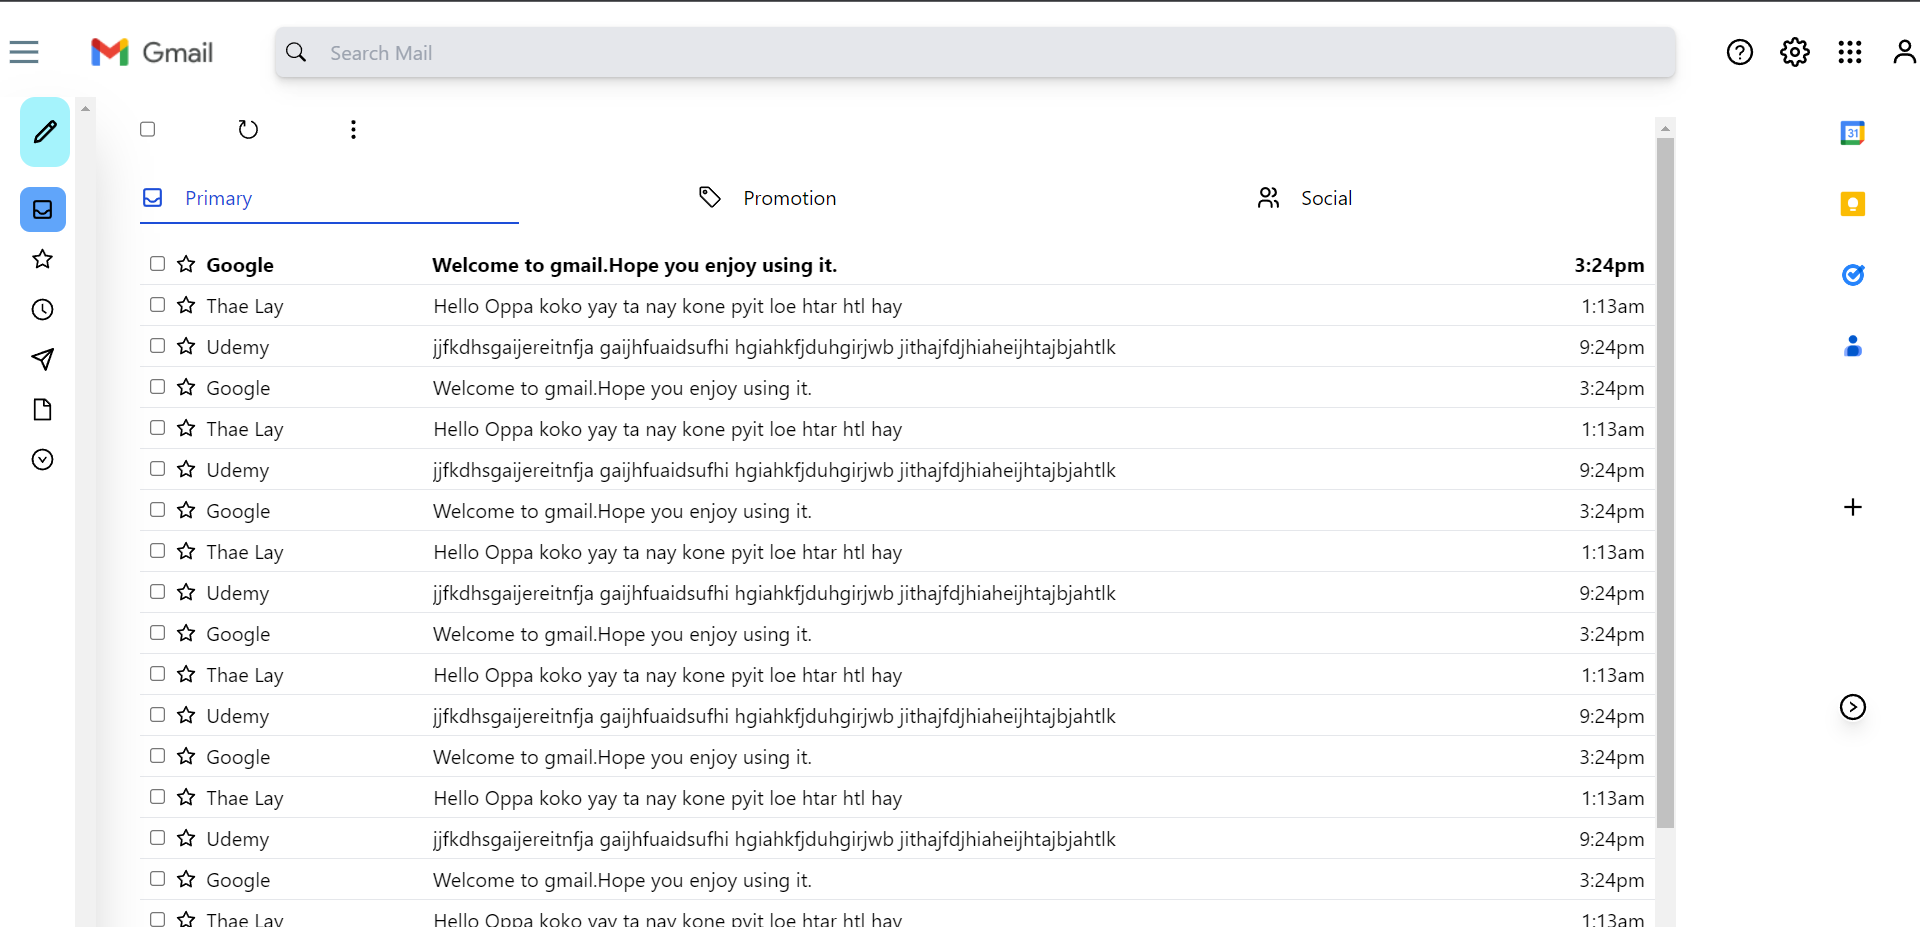 Gmail
Search Mail
31
Primary Promotion Social
Google Welcome to gmail.Hope you enjoy using it. 3:24pm
Thae Lay Hello Oppa koko yay ta nay kone pyit loe htar htl hay 1:13am
Udemy jjfkdhsgaijereitnfja gaijhfuaidsufhi hgiahkfjduhgirjwb jithajfdjhiaheijhtajbjahtlk 9:24pm
Google Welcome to gmail.Hope you enjoy using it. 3:24pm
Thae Lay Hello Oppa koko yay ta nay kone pyit loe htar htl hay 1:13am
Udemy jjfkdhsgaijereitnfja gaijhfuaidsufhi hgiahkfjduhgirjwb jithajfdjhiaheijhtajbjahtlk 9:24pm
Google Welcome to gmail.Hope you enjoy using it. 3:24pm
Thae Lay Hello Oppa koko yay ta nay kone pyit loe htar htl hay 1:13am
Udemy jjfkdhsgaijereitnfja gaijhfuaidsufhi hgiahkfjduhgirjwb jithajfdjhiaheijhtajbjahtlk 9:24pm
Google Welcome to gmail.Hope you enjoy using it. 3:24pm
Thae Lay Hello Oppa koko yay ta nay kone pyit loe htar htl hay 1:13am
Udemy jjfkdhsgaijereitnfja gaijhfuaidsufhi hgiahkfjduhgirjwb jithajfdjhiaheijhtajbjahtlk 9:24pm
Google Welcome to gmail.Hope you enjoy using it. 3:24pm
Thae Lay Hello Oppa koko yay ta nay kone pyit loe htar htl hay 1:13am
Udemy jjfkdhsgaijereitnfja gaijhfuaidsufhi hgiahkfjduhgirjwb jithajfdjhiaheijhtajbjahtlk 9:24pm
Google Welcome to gmail.Hope you enjoy using it. 3:24pm
Thae Lay Hello Oppa koko yay ta nay kone pyit loe htar htl hay 1:13am